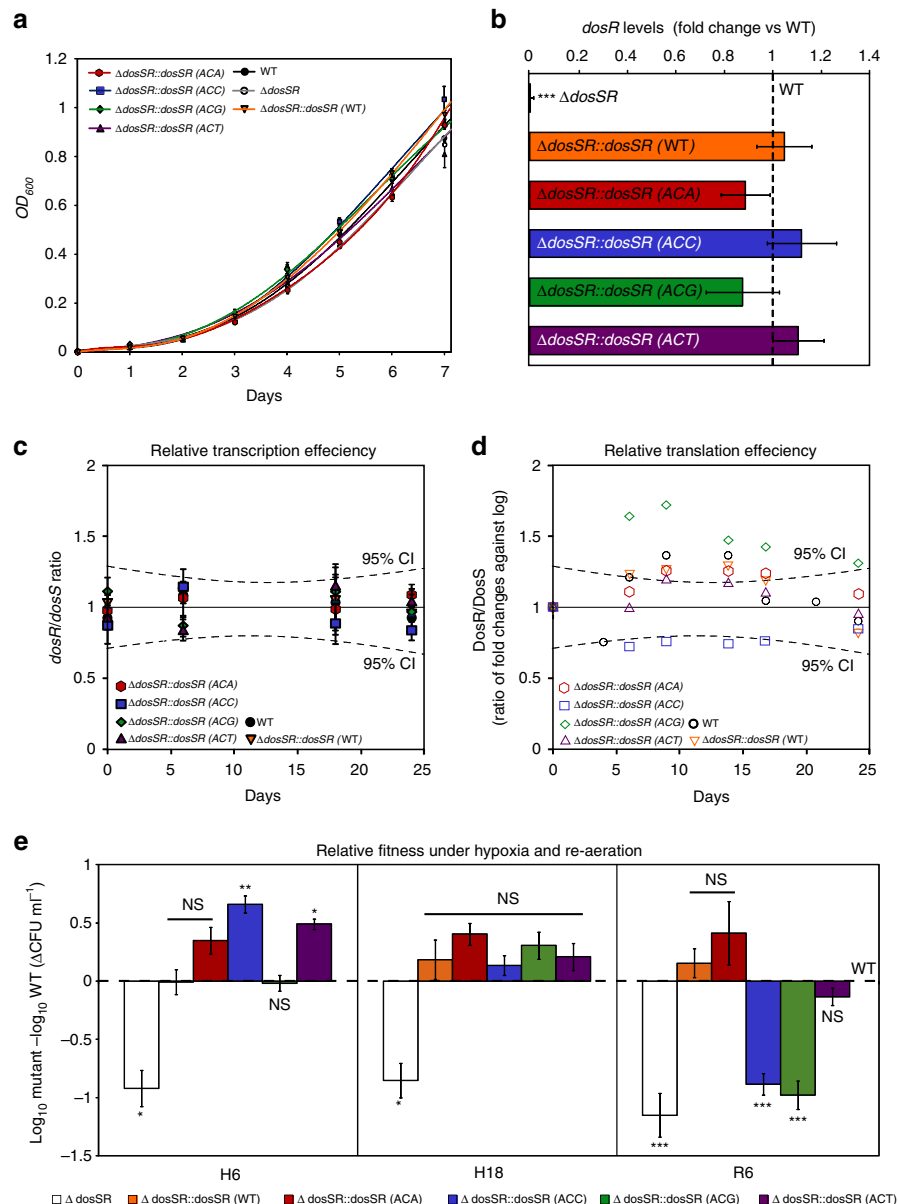 a
1.2
1
0.8
0.6
0.4
0.2
0
OD600
0 1 2 3 4 5 6 7
Days
ΔdosSR::dosSR (ACA)
ΔdosSR::dosSR (ACC)
ΔdosSR::dosSR (ACG)
ΔdosSR::dosSR (ACT)
WT
ΔdosSR
ΔdosSR::dosSR (WT)
b
dosR levels (fold change vs WT)
0 0.2 0.4 0.6 0.8 1 1.2 1.4
WT
*** ΔdosSR
ΔdosSR::dosSR (WT)
ΔdosSR::dosSR (ACA)
ΔdosSR::dosSR (ACC)
ΔdosSR::dosSR (ACG)
ΔdosSR::dosSR (ACT)
c
Relative transcription effeciency
2
1.5
1
0.5
0
dosR/dosS ratio
95% CI
95% CI
ΔdosSR::dosSR (ACA)
ΔdosSR::dosSR (ACC)
ΔdosSR::dosSR (ACG)
WT
ΔdosSR::dosSR (ACT)
ΔdosSR::dosSR (WT)
0 5 10 15 20 25
Days
d
Relative translation effeciency
2
1.5
1
0.5
0
DosR/DosS
(ratio of fold changes against log)
95% CI
95% CI
ΔdosSR::dosSR (ACA)
ΔdosSR::dosSR (ACC)
ΔdosSR::dosSR (ACG)
WT
ΔdosSR::dosSR (ACT)
ΔdosSR::dosSR (WT)
0 5 10 15 20 25
Days
e
Relative fitness under hypoxia and re-aeration
1
0.5
0
−0.5
−1
−1.5
Log10 mutant −log10 WT (ΔCFU ml−1)
NS
**
*
NS
*
H6
NS
*
H18
NS
WT
NS
***
***
***
R6
Δ dosSR
Δ dosSR::dosSR (WT)
Δ dosSR::dosSR (ACA)
Δ dosSR::dosSR (ACC)
Δ dosSR::dosSR (ACG)
Δ dosSR::dosSR (ACT)